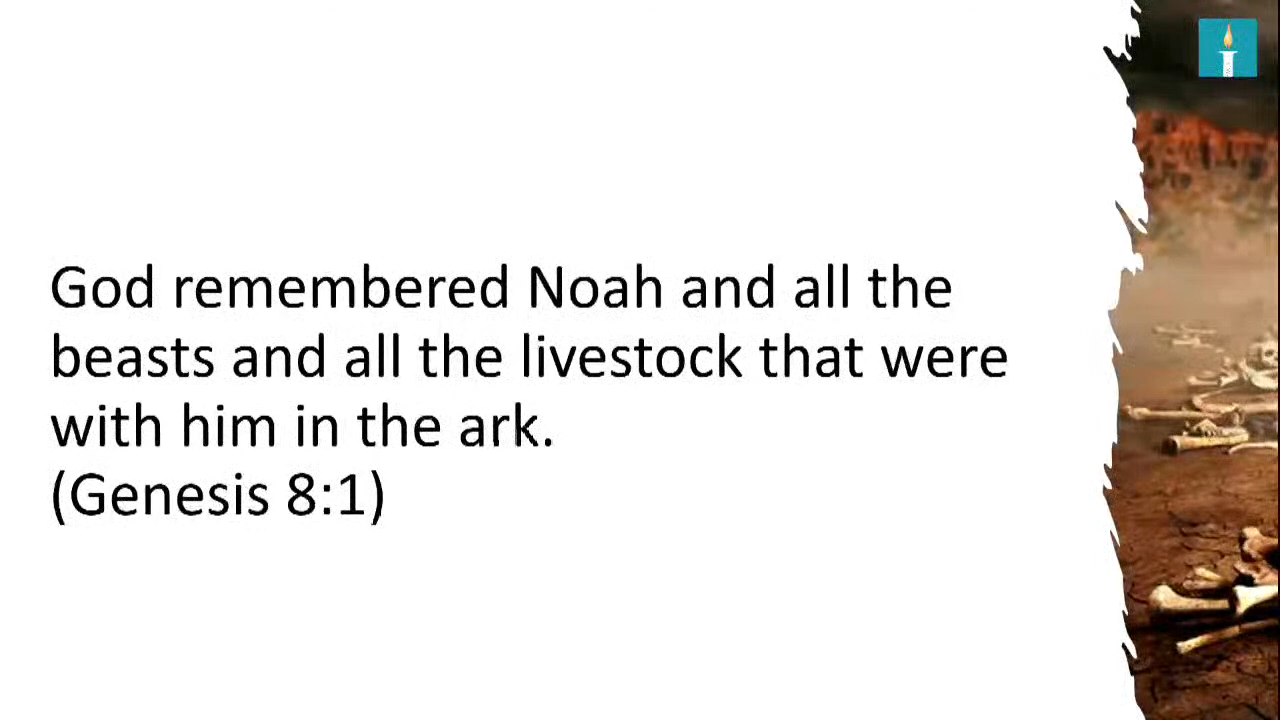 God remembered Noah and all the
beasts and all the livestock that were
with him in the ark.
(Genesis 8:1)